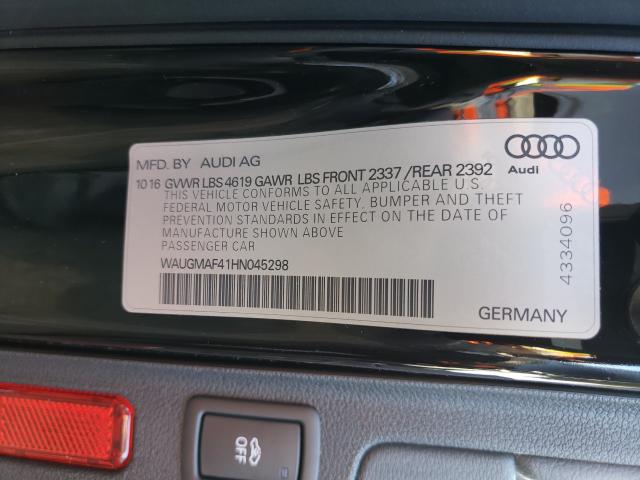 MFD. BY AUDI AG
10 16 GVWR LBS 4619 GAWR LBS FRONT 2337 /REAR 2392
THIS VEHICLE CONFORMS TO ALL APPLICABLE U.S.
FEDERAL MOTOR VEHICLE SAFETY, BUMPER AND THEFT
PREVENTION STANDARDS IN EFFECT ON THE DATE OF
MANUFACTURE SHOWN ABOVE
PASSENGER CAR
WAUGMAF41HN045298
Audi
4334096
GERMANY
OFF